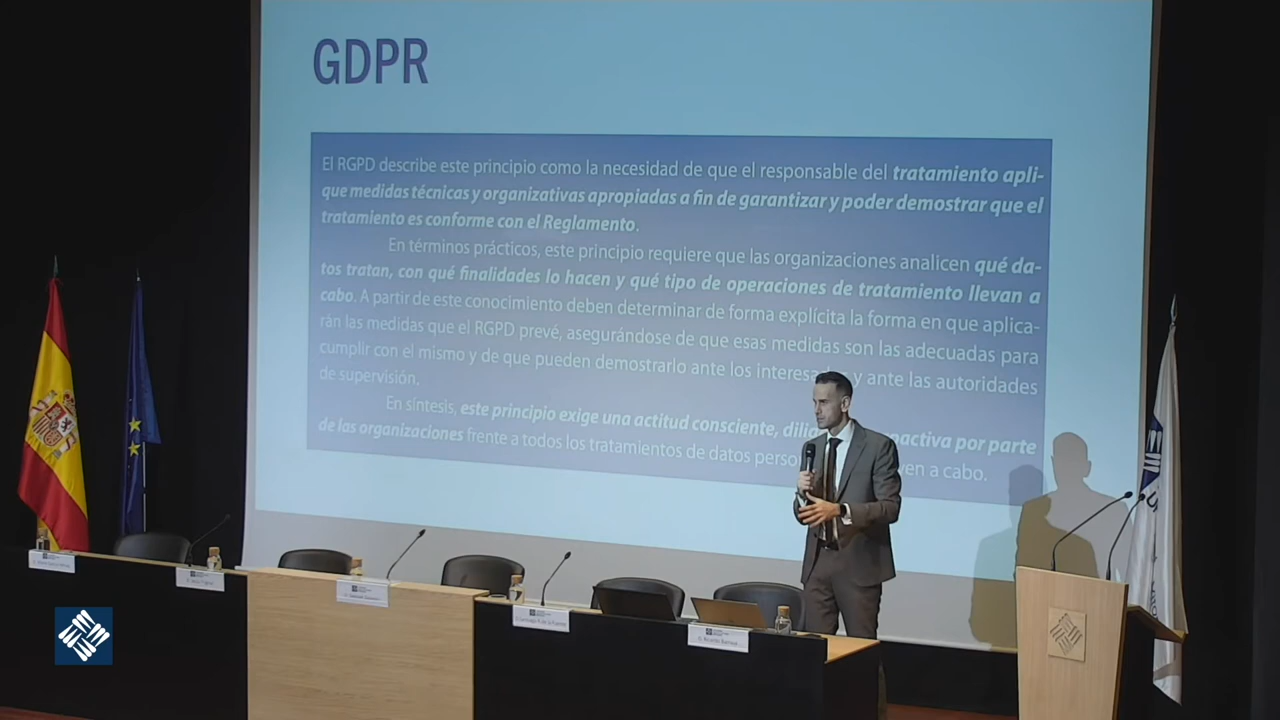 GDPR
El RGPD describe este principio como la necesidad de que el responsable del tratamiento apli-
que medidas técnicas y organizativas apropiadas a fin de garantizar y poder demostrar que el
tratamiento es conforme con el Reglamento.
En términos prácticos, este principio requiere que las organizaciones analicen qué da-
tos tratan, con qué finalidades lo hacen y qué tipo de operaciones de tratamiento llevan a
cabo. A partir de este conocimiento deben determinar de forma explícita la forma en que aplica-
rán las medidas que el RGPD prevé, asegurándose de que esas medidas son las adecuadas para
cumplir con el mismo y de que pueden demostrarlo ante los y ante las autoridades
de supervisión.
En síntesis, este principio exige una actitud consciente, por parte
de las organizaciones frente a todos los tratamientos de datos a cabo.